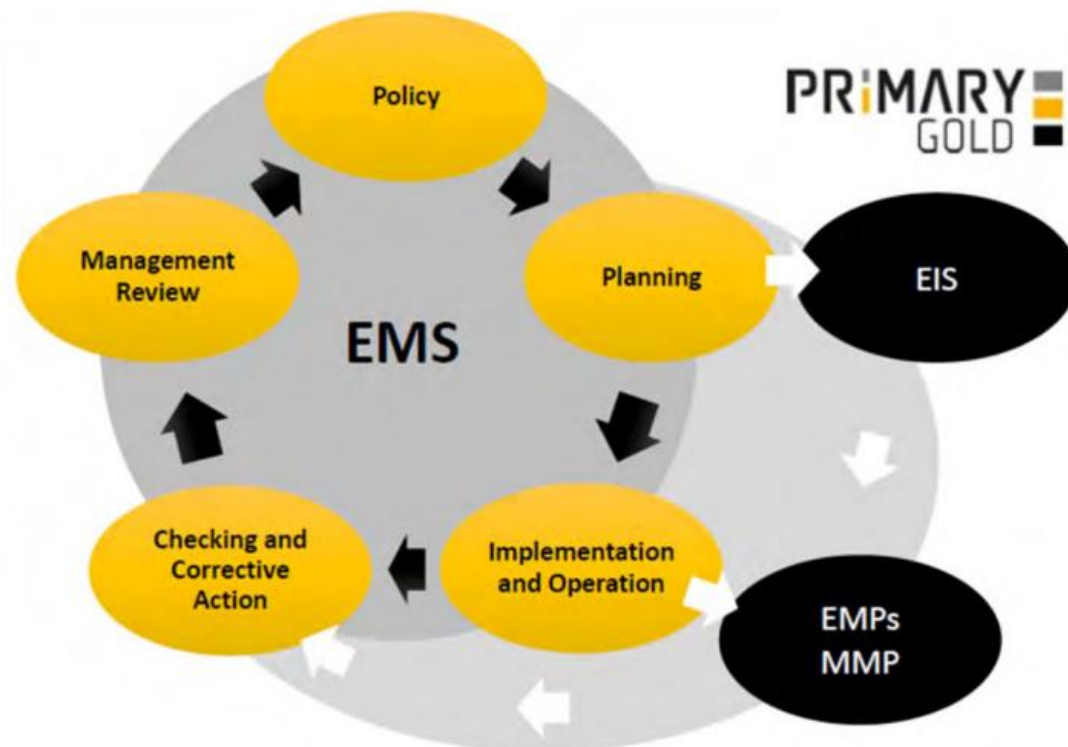 Policy
PRiMARY
GOLD
Management
Review
Planning
EIS
EMS
Checking and
Corrective
Action
Implementation
and Operation
EMPs
MMP